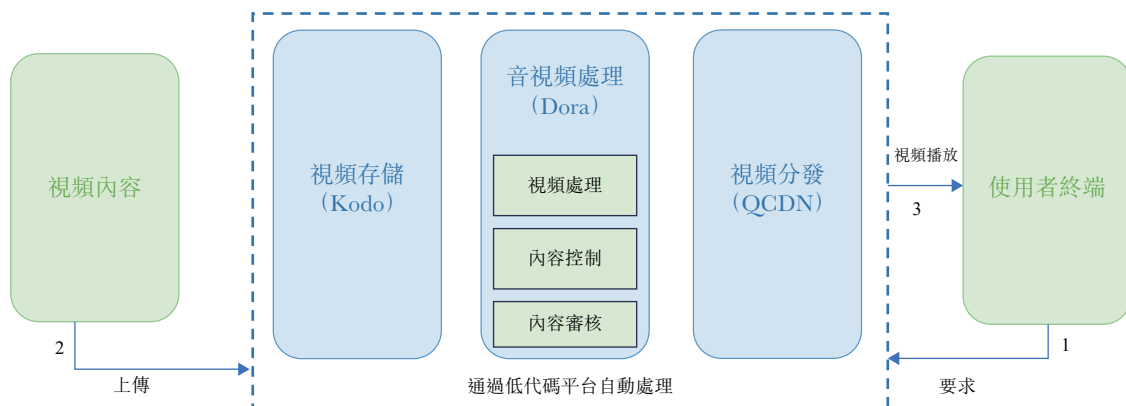 視頻內容
2
上傳
視頻存儲
(Kodo)
音視頻處理
(Dora)
視頻處理
內容控制
內容審核
視頻分發
(QCDN)
通過低代碼平台自動處理
視頻播放
3
使用者終端
1
要求